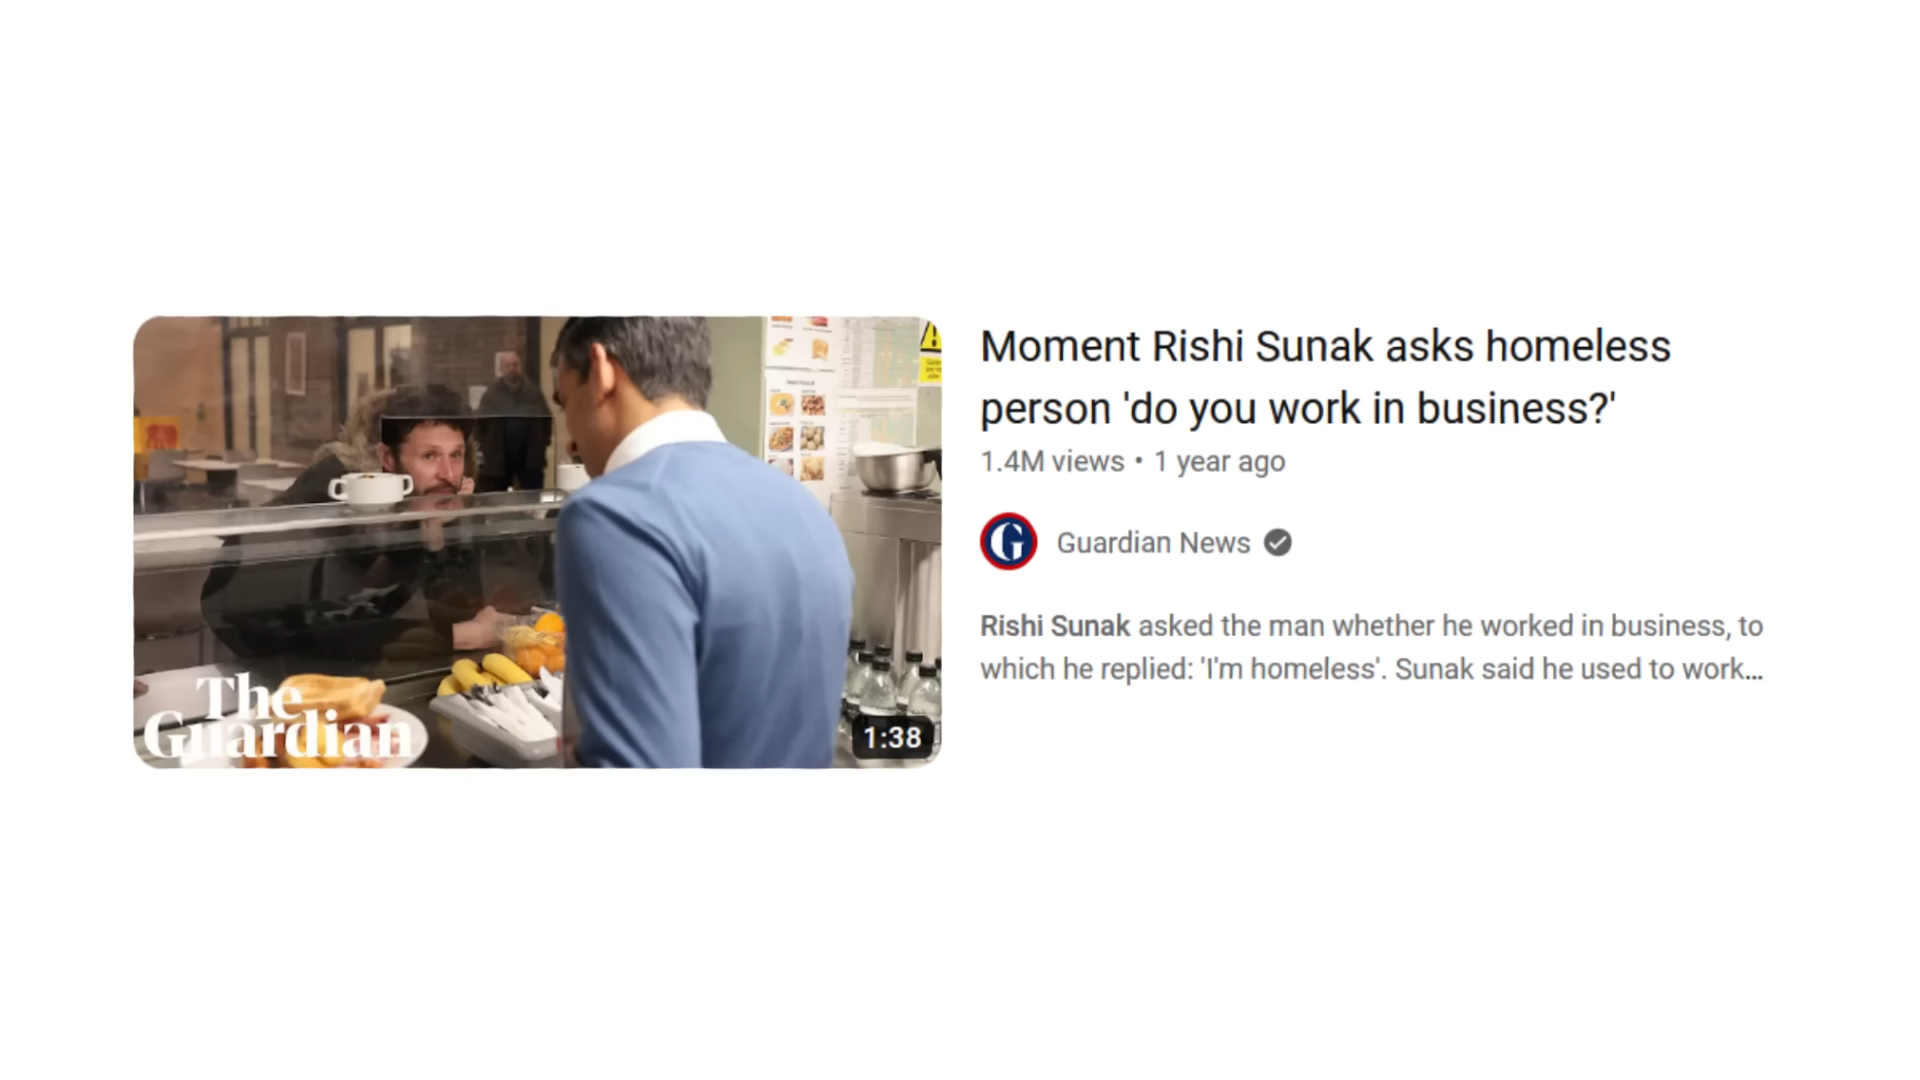 The
Guardian
1:38
Moment Rishi Sunak asks homeless
person 'do you work in business?'
1.4M views • 1 year ago
G
Guardian News
Rishi Sunak asked the man whether he worked in business, to
which he replied: 'I'm homeless'. Sunak said he used to work...